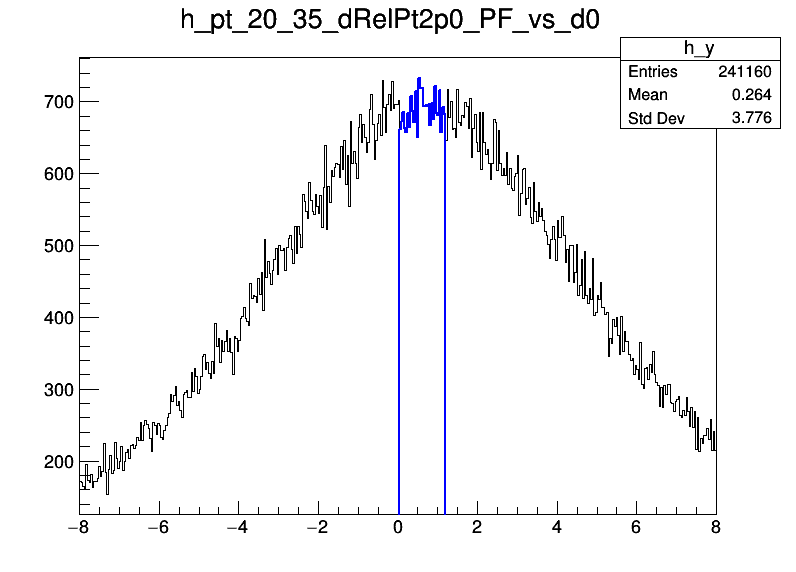 h_pt_20_35_dRelPt2p0_PF_vs_d0
h_y
Entries 241160
Mean 0.264
Std Dev 3.776
700
600
500
400
300
200
−8 −6 −4 −2 0 2 4 6 8